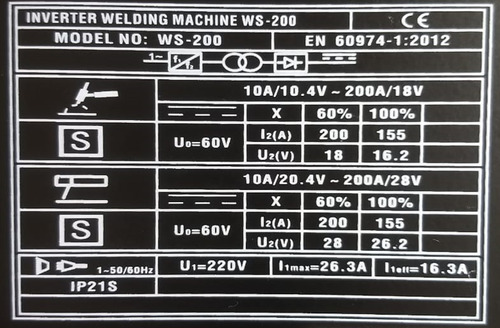 INVERTER WELDING MACHINE WS-200 CE
MODEL NO: WS-200 EN 60974-1:2012
1~ f₁ f₂
10A/10.4V ~ 200A/18V
X 60% 100%
S U₀=60V I₂(A) 200 155
U₂(V) 18 16.2
10A/20.4V ~ 200A/28V
X 60% 100%
S U₀=60V I₂(A) 200 155
U₂(V) 28 26.2
1~50/60Hz U₁=220V I₁max=26.3A I₁eff=16.3A
IP21S